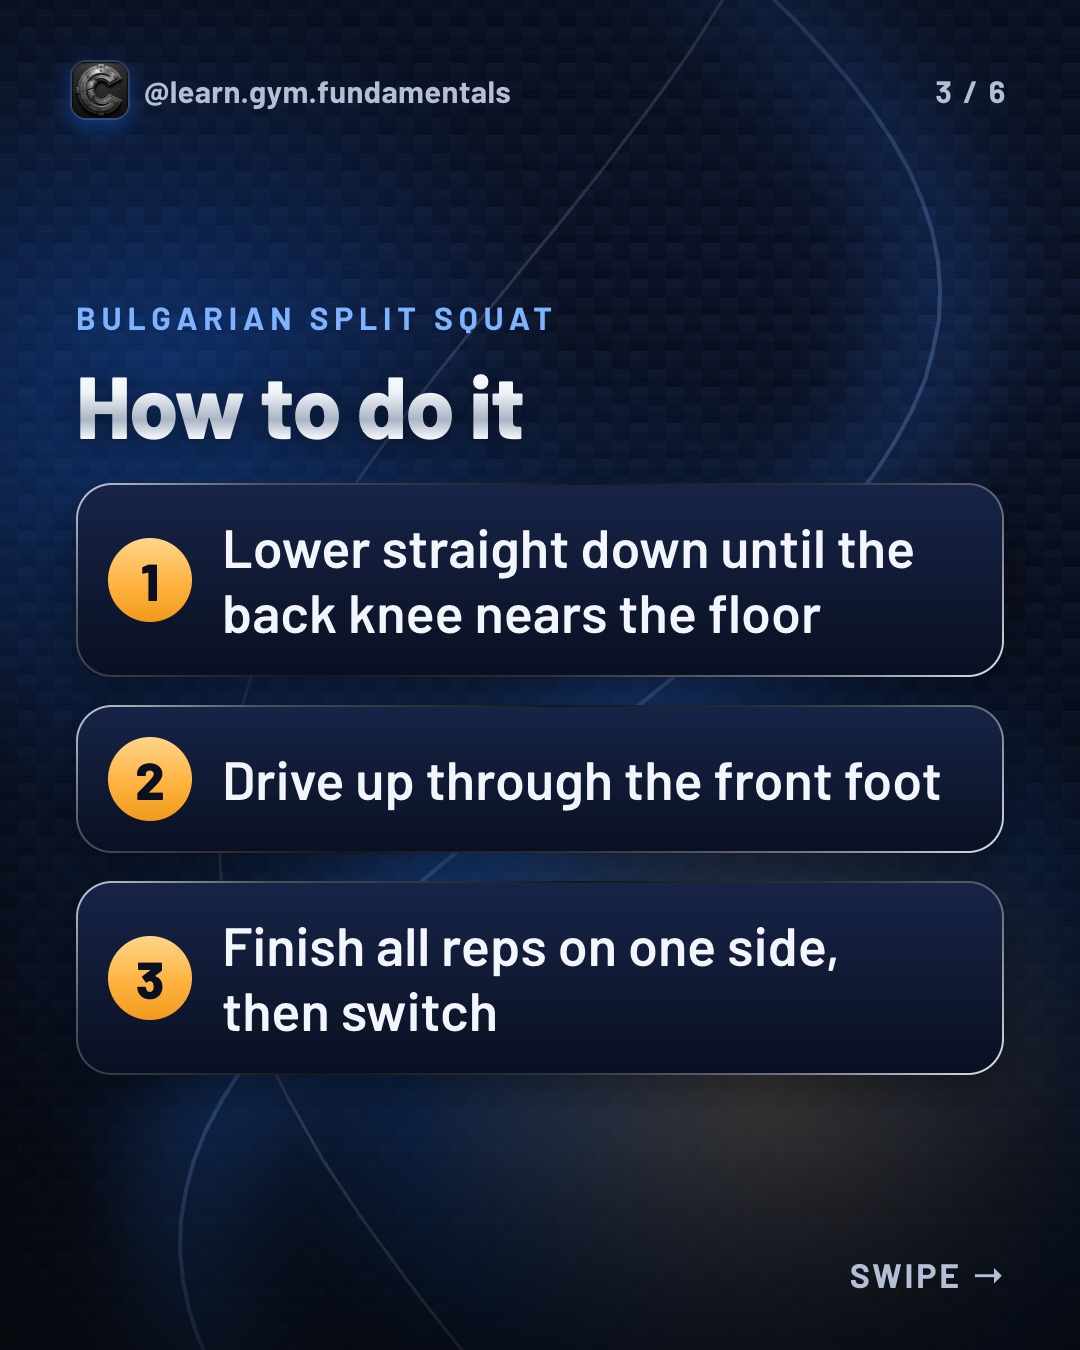 @learn.gym.fundamentals
3 / 6
BULGARIAN SPLIT SQUAT
How to do it
1
Lower straight down until the
back knee nears the floor
2
Drive up through the front foot
3
Finish all reps on one side,
then switch
SWIPE →